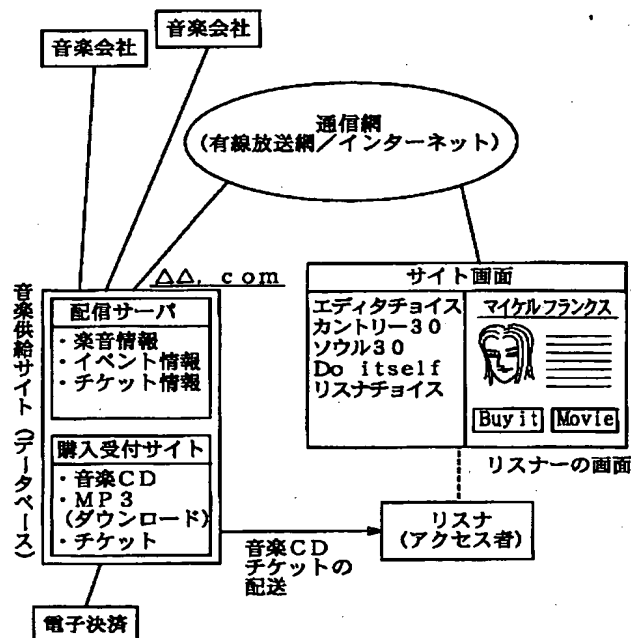 音楽会社
音楽会社
通信網
(有線放送網／インターネット)
△△．ｃｏｍ
音楽供給サイト（データベース）
配信サーバ
・楽音情報
・イベント情報
・チケット情報
購入受付サイト
・音楽ＣＤ
・ＭＰ３
(ダウンロード)
・チケット
電子決済
サイト画面
エディタチョイス
カントリー３０
ソウル３０
Ｄｏ ｉｔｓｅｌｆ
リスナチョイス
マイケルフランクス
Buy it
Movie
リスナーの画面
リスナ
(アクセス者)
音楽ＣＤ
チケットの
配送